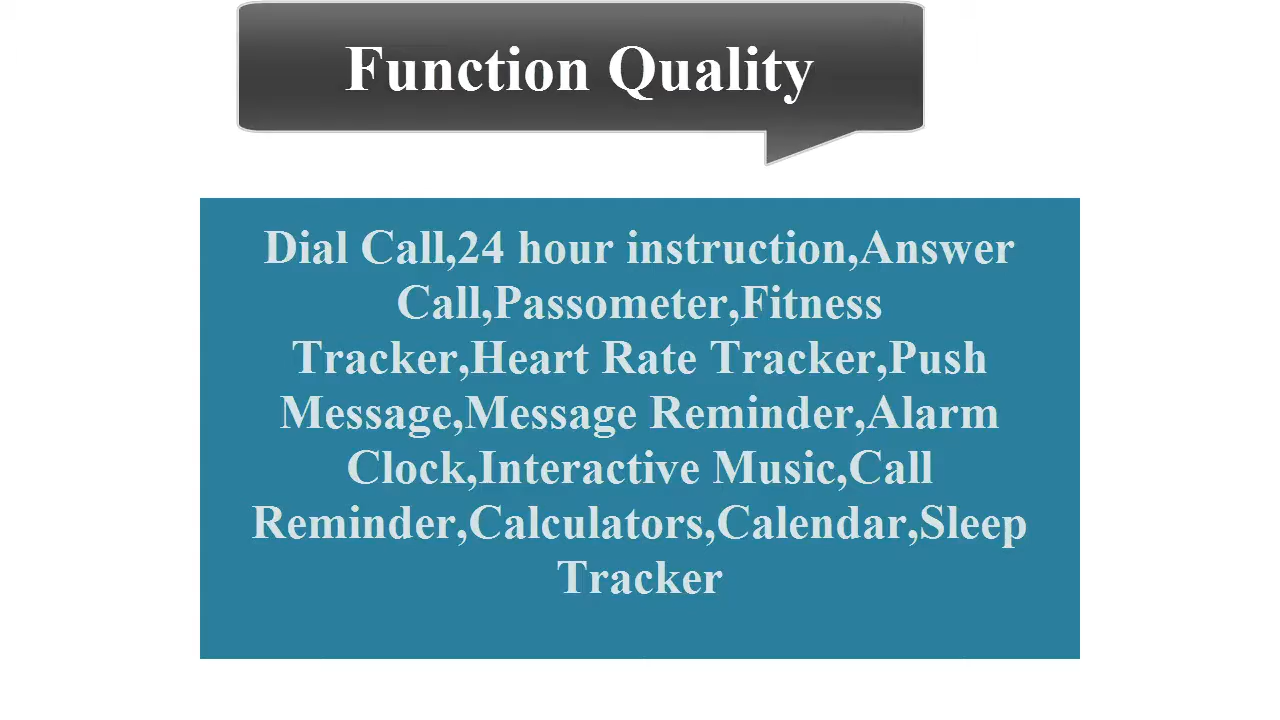 Function Quality
Dial Call,24 hour instruction,Answer
Call,Passometer,Fitness
Tracker,Heart Rate Tracker,Push
Message,Message Reminder,Alarm
Clock,Interactive Music,Call
Reminder,Calculators,Calendar,Sleep
Tracker